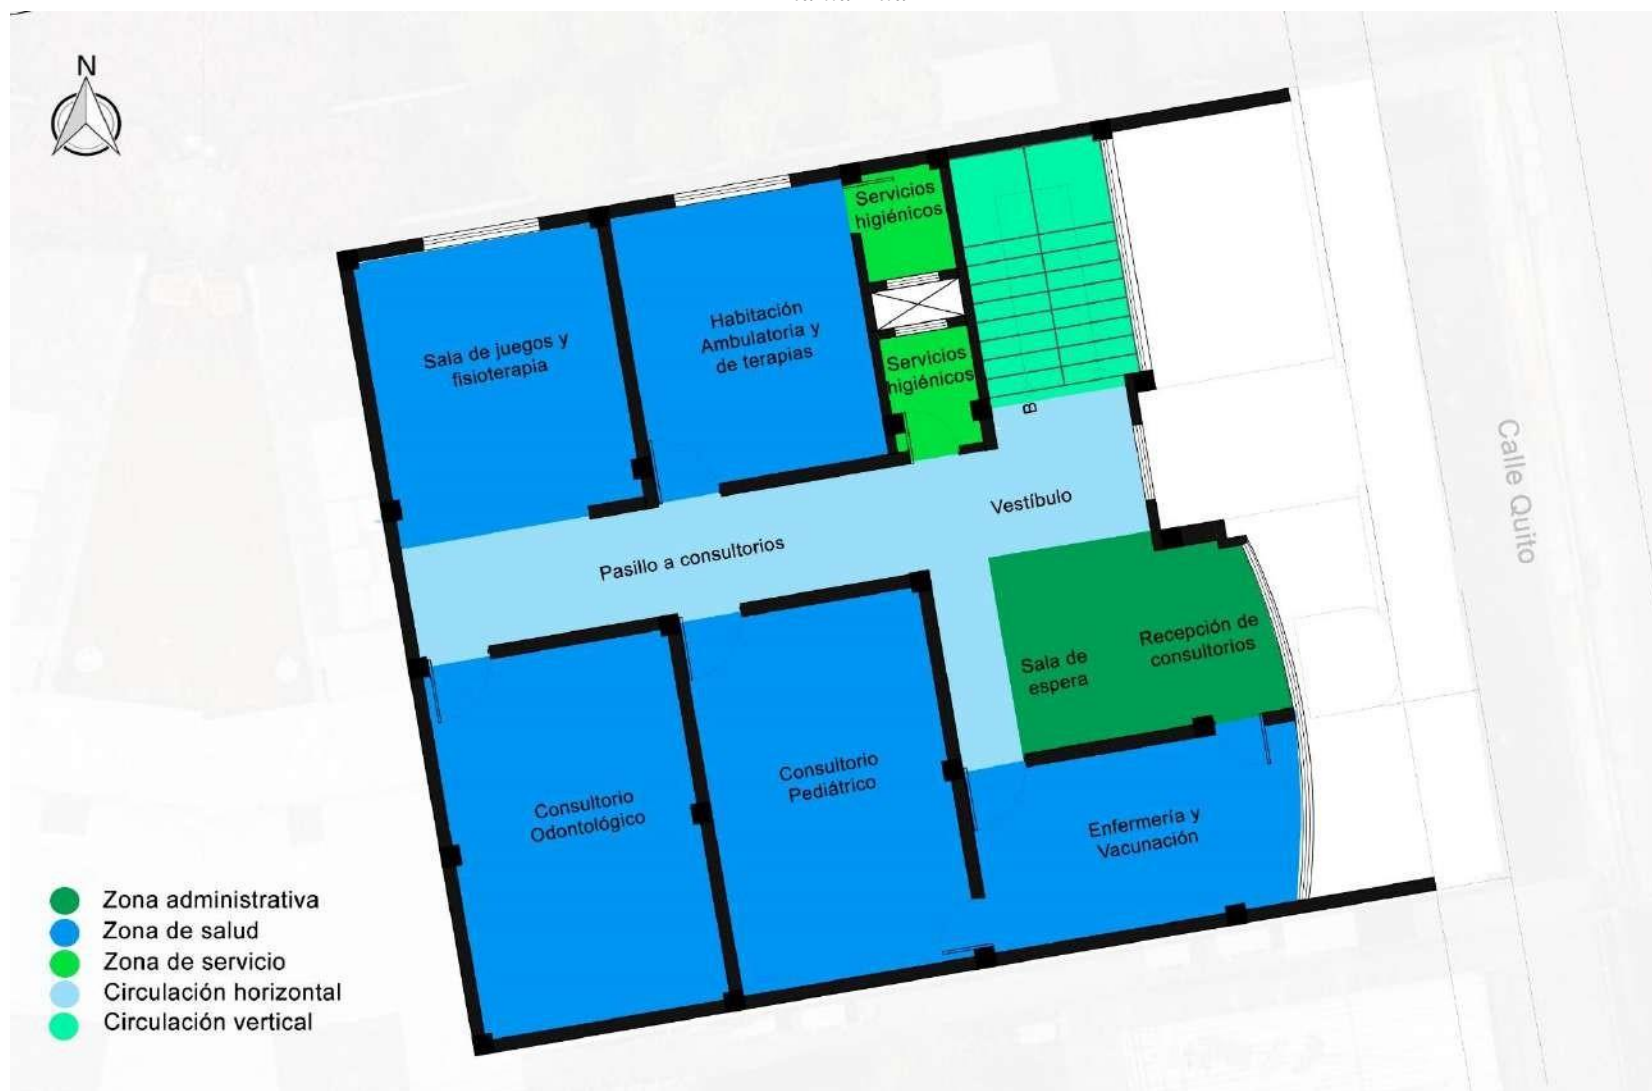 N
Servicios
higiénicos
Habitación
Ambulatoria y
de terapias
Sala de juegos y
fisioterapia
Servicios
higiénicos
B
Vestíbulo
Calle Quito
Pasillo a consultorios
Recepción de
consultorios
Sala de
espera
Consultorio
Pediátrico
Consultorio
Odontológico
Enfermería y
Vacunación
Zona administrativa
Zona de salud
Zona de servicio
Circulación horizontal
Circulación vertical